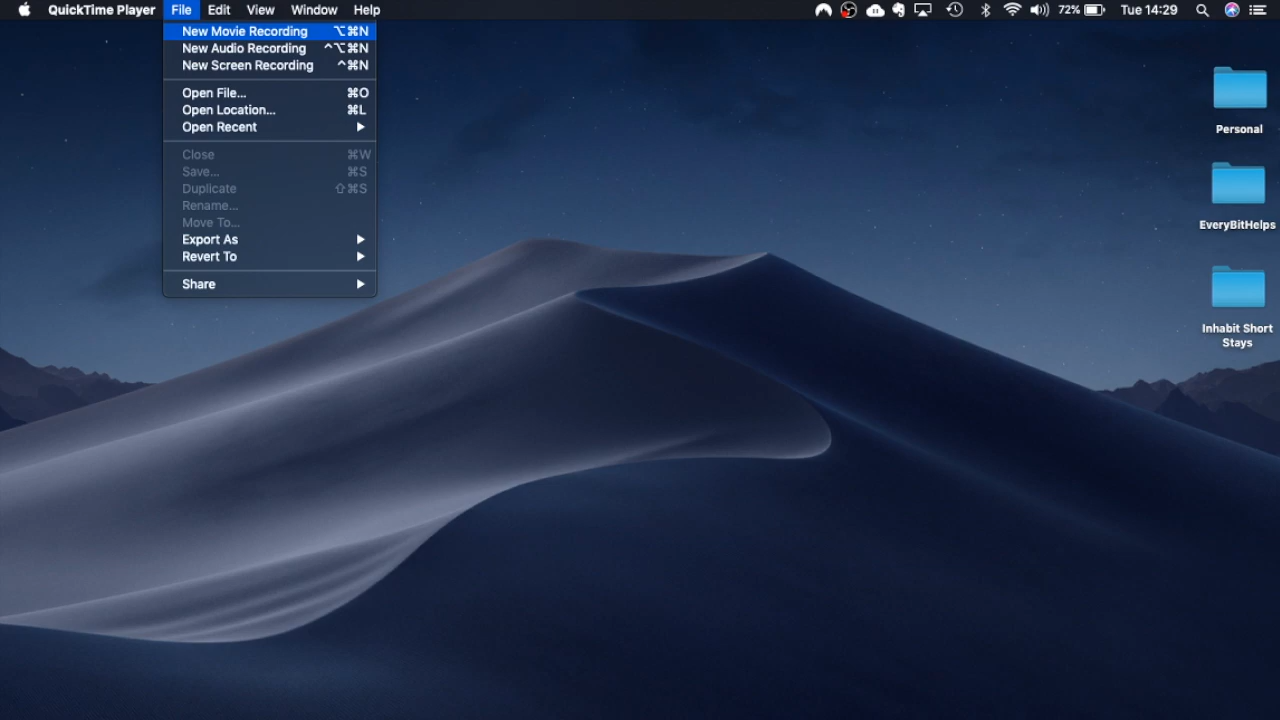 QuickTime Player File Edit View Window Help 72% Tue 14:29
New Movie Recording ⌥⌘N
New Audio Recording ^⌥⌘N
New Screen Recording ^⌘N
Open File... ⌘O
Open Location... ⌘L
Open Recent
Close ⌘W
Save... ⌘S
Duplicate ⇧⌘S
Rename...
Move To...
Export As
Revert To
Share
Personal
EveryBitHelps
Inhabit Short
Stays